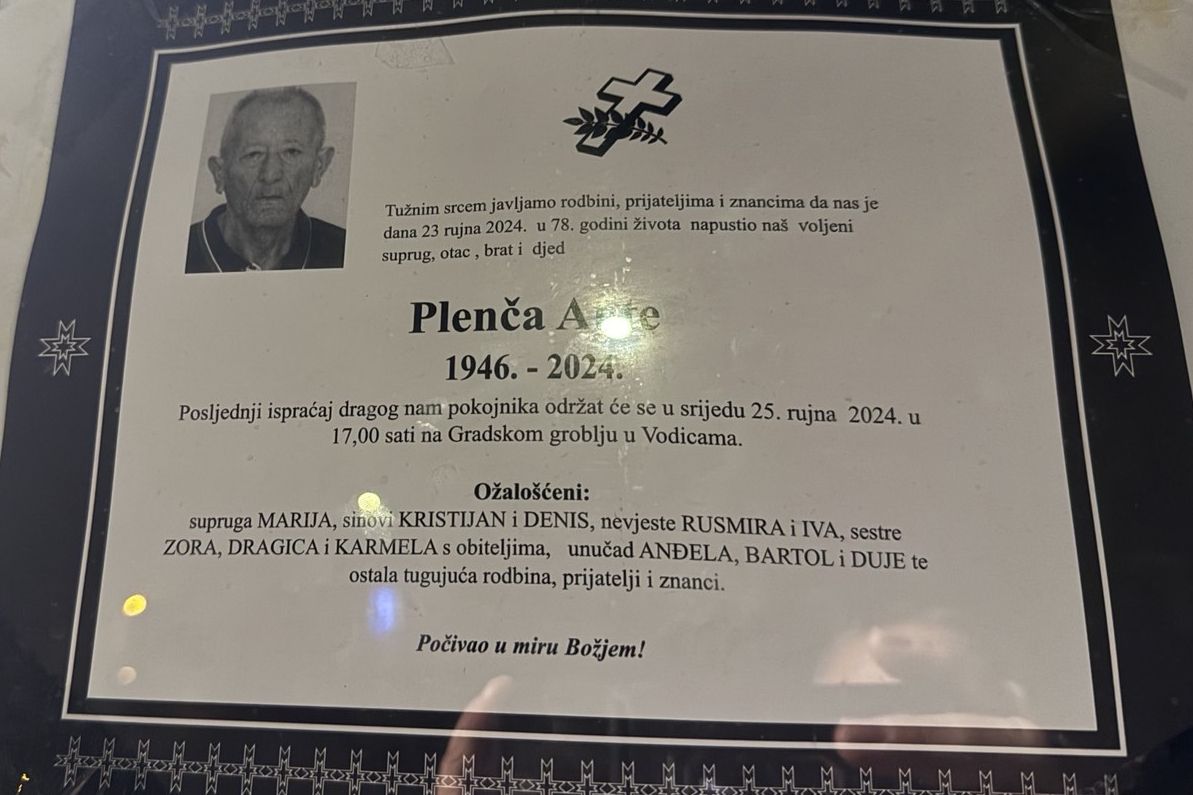 Tužnim srcem javljamo rodbini, prijateljima i znancima da nas je
dana 23 rujna 2024. u 78. godini života napustio naš voljeni
suprug, otac , brat i djed
Plenča
1946. - 2024.
Posljednji ispraćaj dragog nam pokojnika održat će se u srijedu 25. rujna 2024. u
17,00 sati na Gradskom groblju u Vodicama.
Ožalošćeni:
supruga MARIJA, sinovi KRISTIJAN i DENIS, nevjeste RUSMIRA i IVA, sestre
ZORA, DRAGICA i KARMELA s obiteljima, unučad ANĐELA, BARTOL i DUJE te
ostala tugujuća rodbina, prijatelji i znanci.
Počivao u miru Božjem!